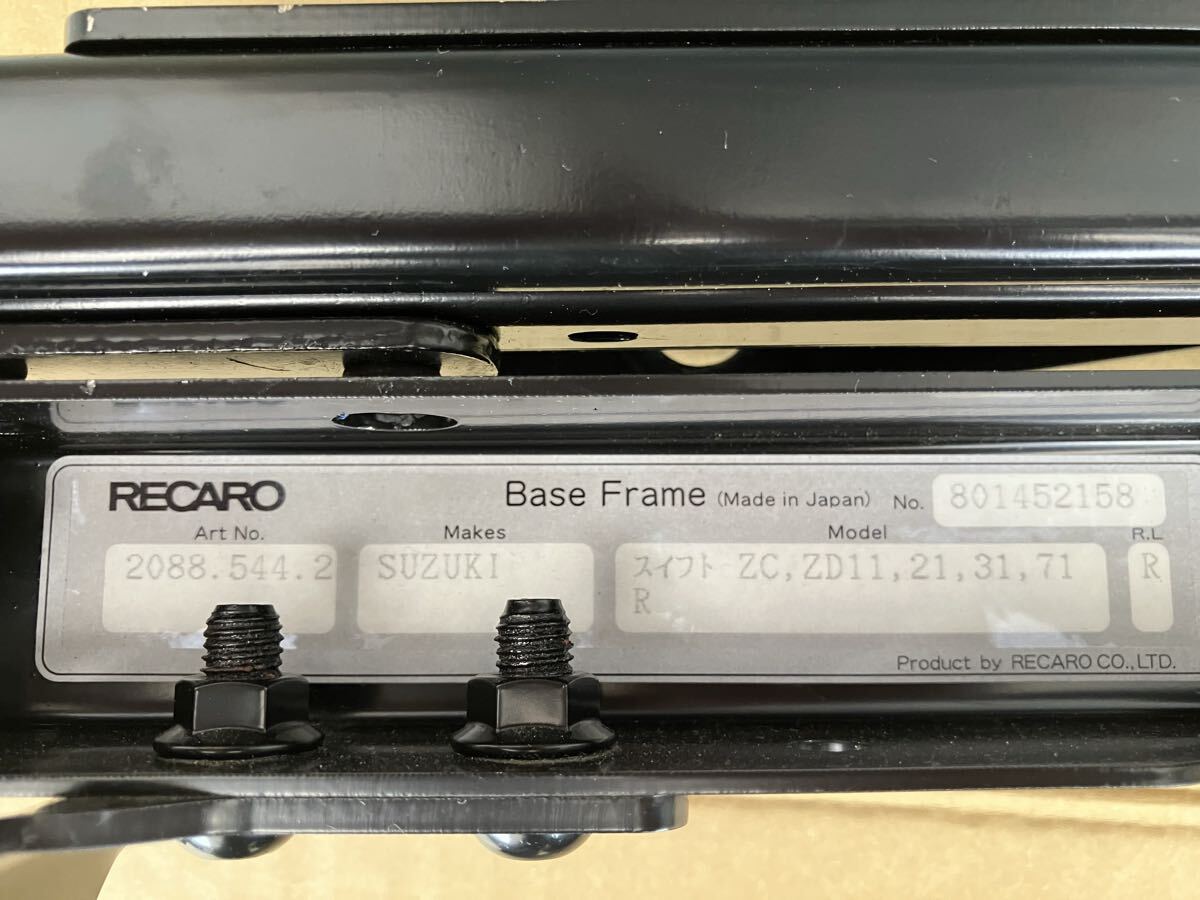 RECARO Base Frame (Made in Japan) No. 801452158
Art No. Makes Model R.L
2088.544.2 SUZUKI スイフト ZC,ZD11,21,31,71 R
R
Product by RECARO CO.,LTD.